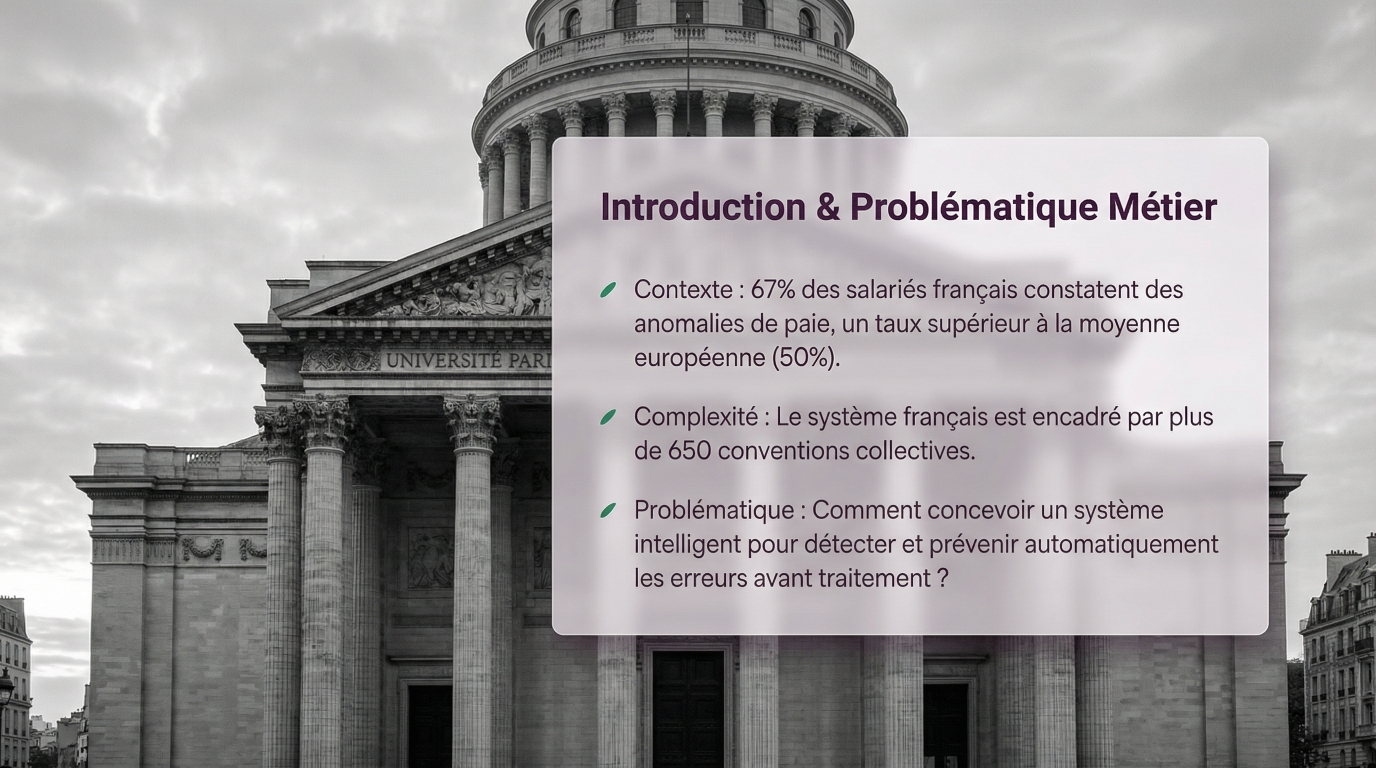 UNIVERSITÉ PARI
Introduction & Problématique Métier
Contexte : 67% des salariés français constatent des
anomalies de paie, un taux supérieur à la moyenne
européenne (50%).
Complexité : Le système français est encadré par plus
de 650 conventions collectives.
Problématique : Comment concevoir un système
intelligent pour détecter et prévenir automatiquement
les erreurs avant traitement ?